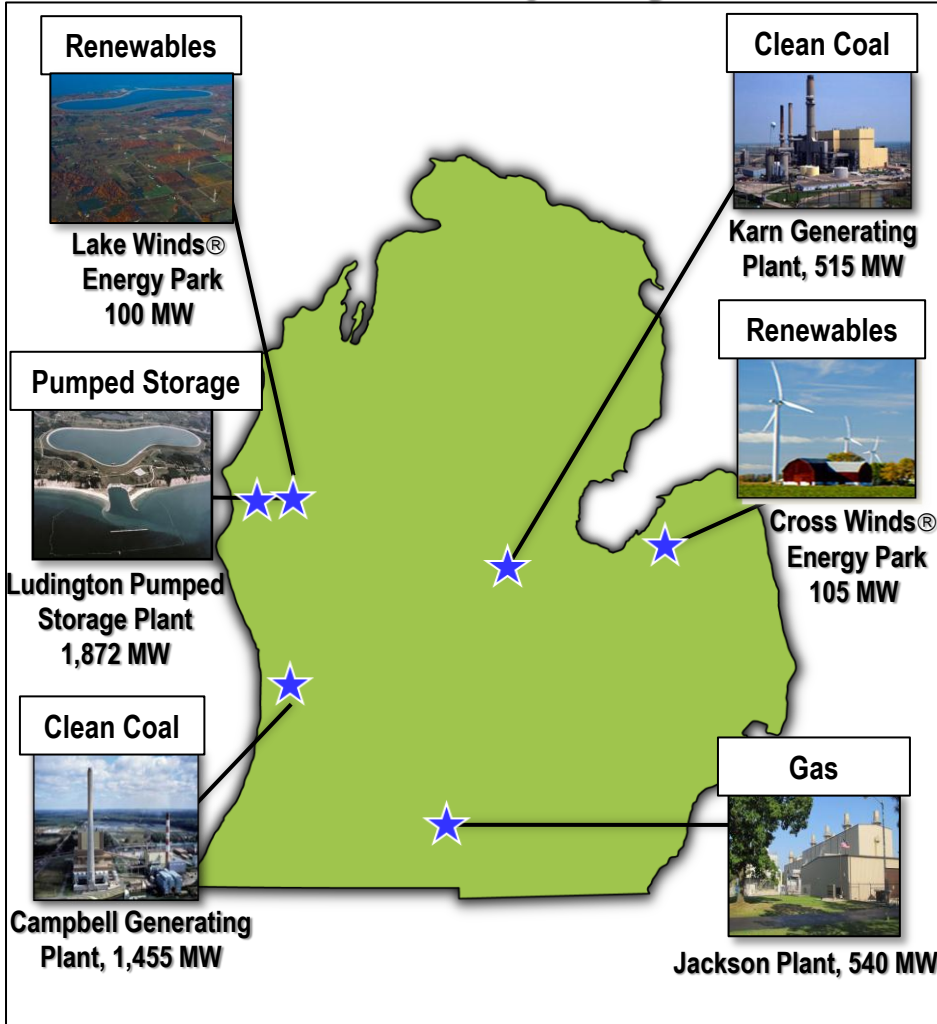 Renewables
Lake Winds®
Energy Park
100 MW
Pumped Storage
Ludington Pumped
Storage Plant
1,872 MW
Clean Coal
Campbell Generating
Plant, 1,455 MW
Clean Coal
Karn Generating
Plant, 515 MW
Renewables
Cross Winds®
Energy Park
105 MW
Gas
Jackson Plant, 540 MW